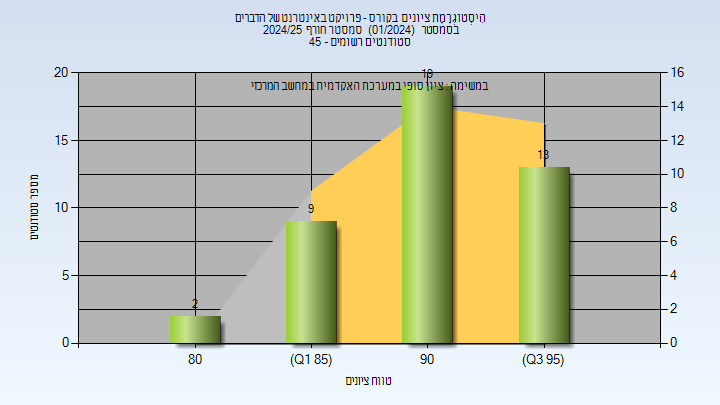 היסטוגרמת ציונים בקורס - פרויקט באינטרנט של הדברים
בסמסטר (01/2024) סמסטר חורף 2024/25
סטודנטים רשומים - 45
במשימה: ציון סופי במערכת האקדמית במחשב המרכזי
מספר סטודנטים
20
15
10
5
0
16
14
12
10
8
6
4
2
0
2
9
19
13
80
(Q1 85)
90
(Q3 95)
טווח ציונים